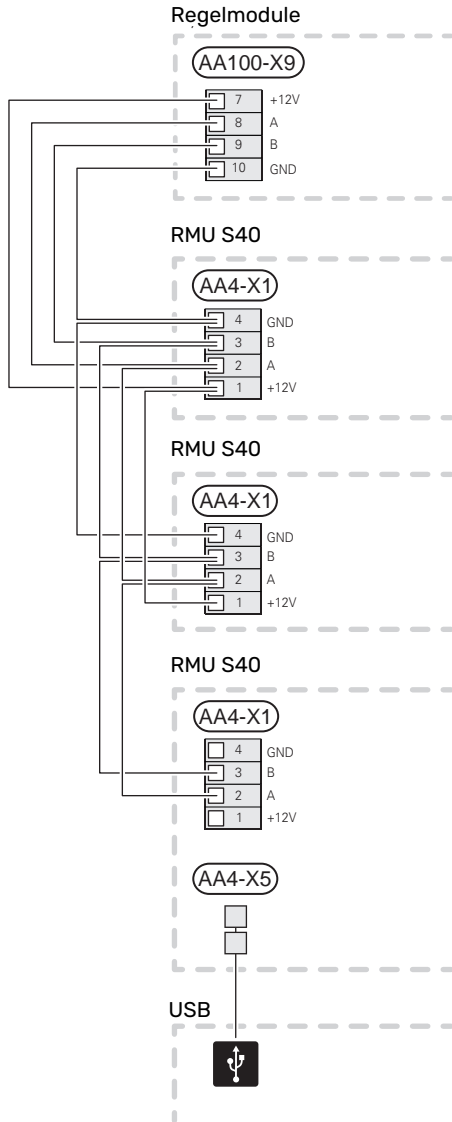 Regelmodule
AA100-X9
7 +12V
8 A
9 B
10 GND
RMU S40
AA4-X1
4 GND
3 B
2 A
1 +12V
RMU S40
AA4-X1
4 GND
3 B
2 A
1 +12V
RMU S40
AA4-X1
4 GND
3 B
2 A
1 +12V
AA4-X5
USB